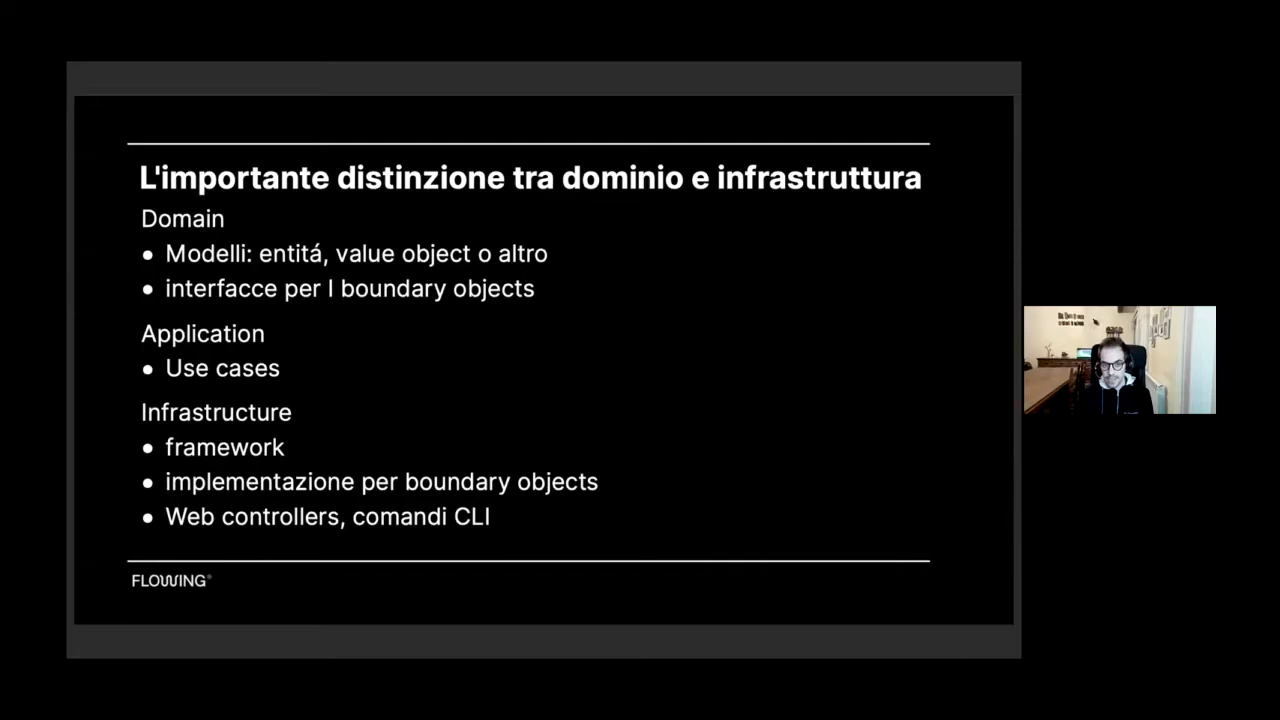 L'importante distinzione tra dominio e infrastruttura
Domain
• Modelli: entitá, value object o altro
• interfacce per I boundary objects
Application
• Use cases
Infrastructure
• framework
• implementazione per boundary objects
• Web controllers, comandi CLI
FLOWING®